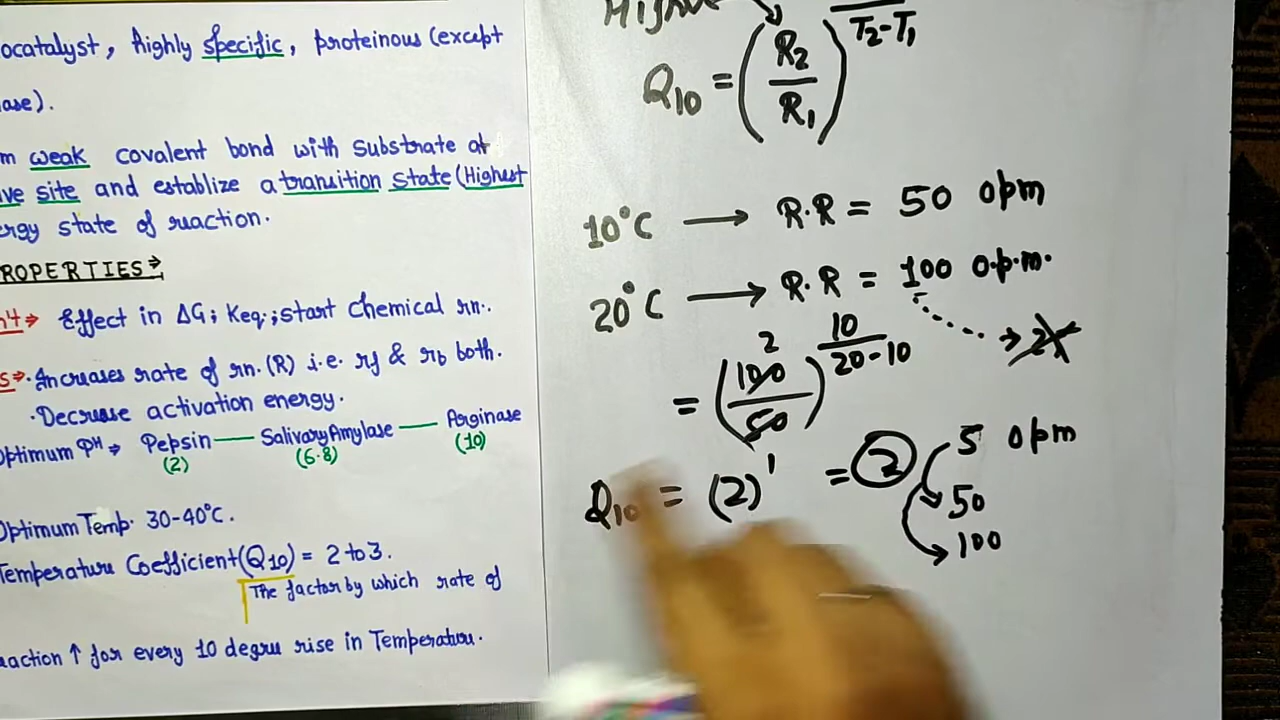 ocatalyst, highly specific, proteinous (except
ase).
m weak covalent bond with substrate at
ve site and establize a transition state (Highest
ergy state of reaction.
ROPERTIES⇒
n't⇒ Effect in ΔG; Keq.; start chemical rn..
s⇒ · Increases rate of rn. (R) i.e. rf & rb both.
· Decrease activation energy.
Optimum PH ⇒ Pepsin — Salivary Amylase — Arginase
(2) (6.8) (10)
Optimum Temp. 30-40°C.
Temperature Coefficient (Q10) = 2 to 3.
The factor by which rate of
eaction ↑ for every 10 degree rise in Temperature.
T2-T1
Q10 = (R2/R1)
10°C → R.R = 50 opm
20°C → R.R = 100 o.p.m.
→ 2x
= (100/50) 10/20-10
2
Q10 = (2)1 = 2
5 opm
50
100